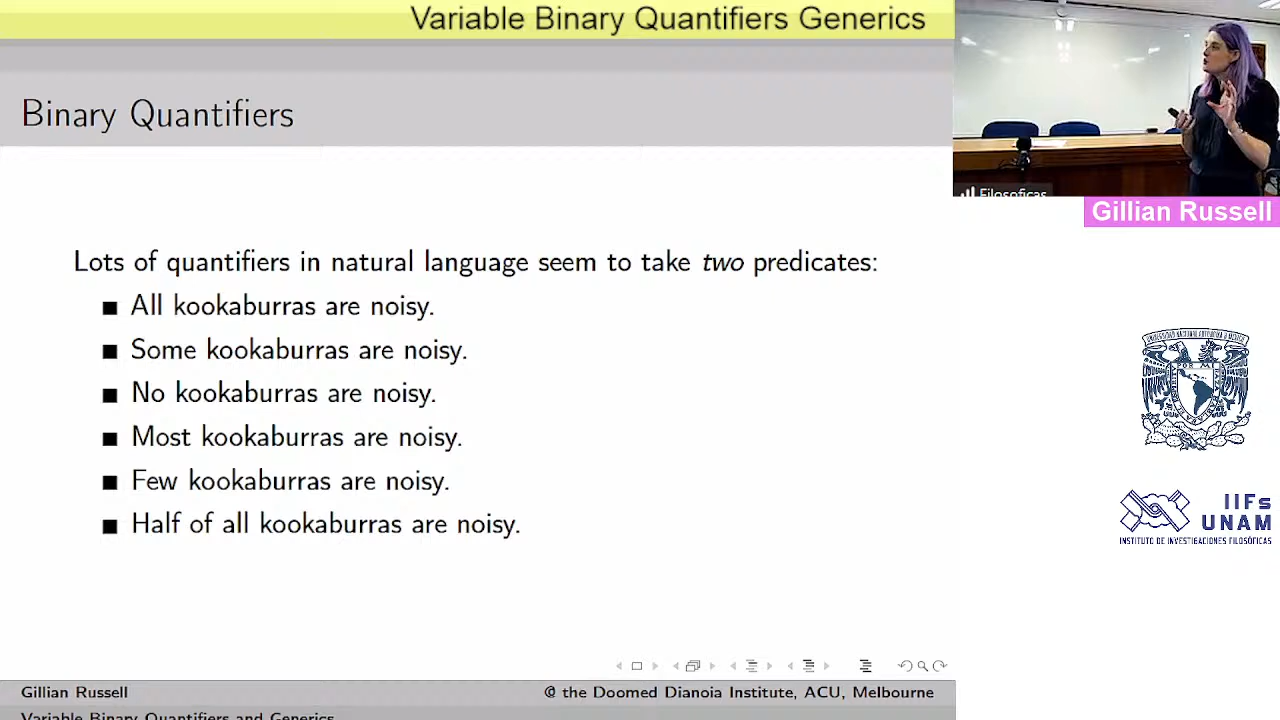 Variable Binary Quantifiers Generics
Binary Quantifiers
Lots of quantifiers in natural language seem to take two predicates:
All kookaburras are noisy.
Some kookaburras are noisy.
No kookaburras are noisy.
Most kookaburras are noisy.
Few kookaburras are noisy.
Half of all kookaburras are noisy.
Gillian Russell
@ the Doomed Dianoia Institute, ACU, Melbourne
Variable Binary Quantifiers and Generics
Filosoficas
Gillian Russell
IIFs
UNAM
INSTITUTO DE INVESTIGACIONES FILOSÓFICAS